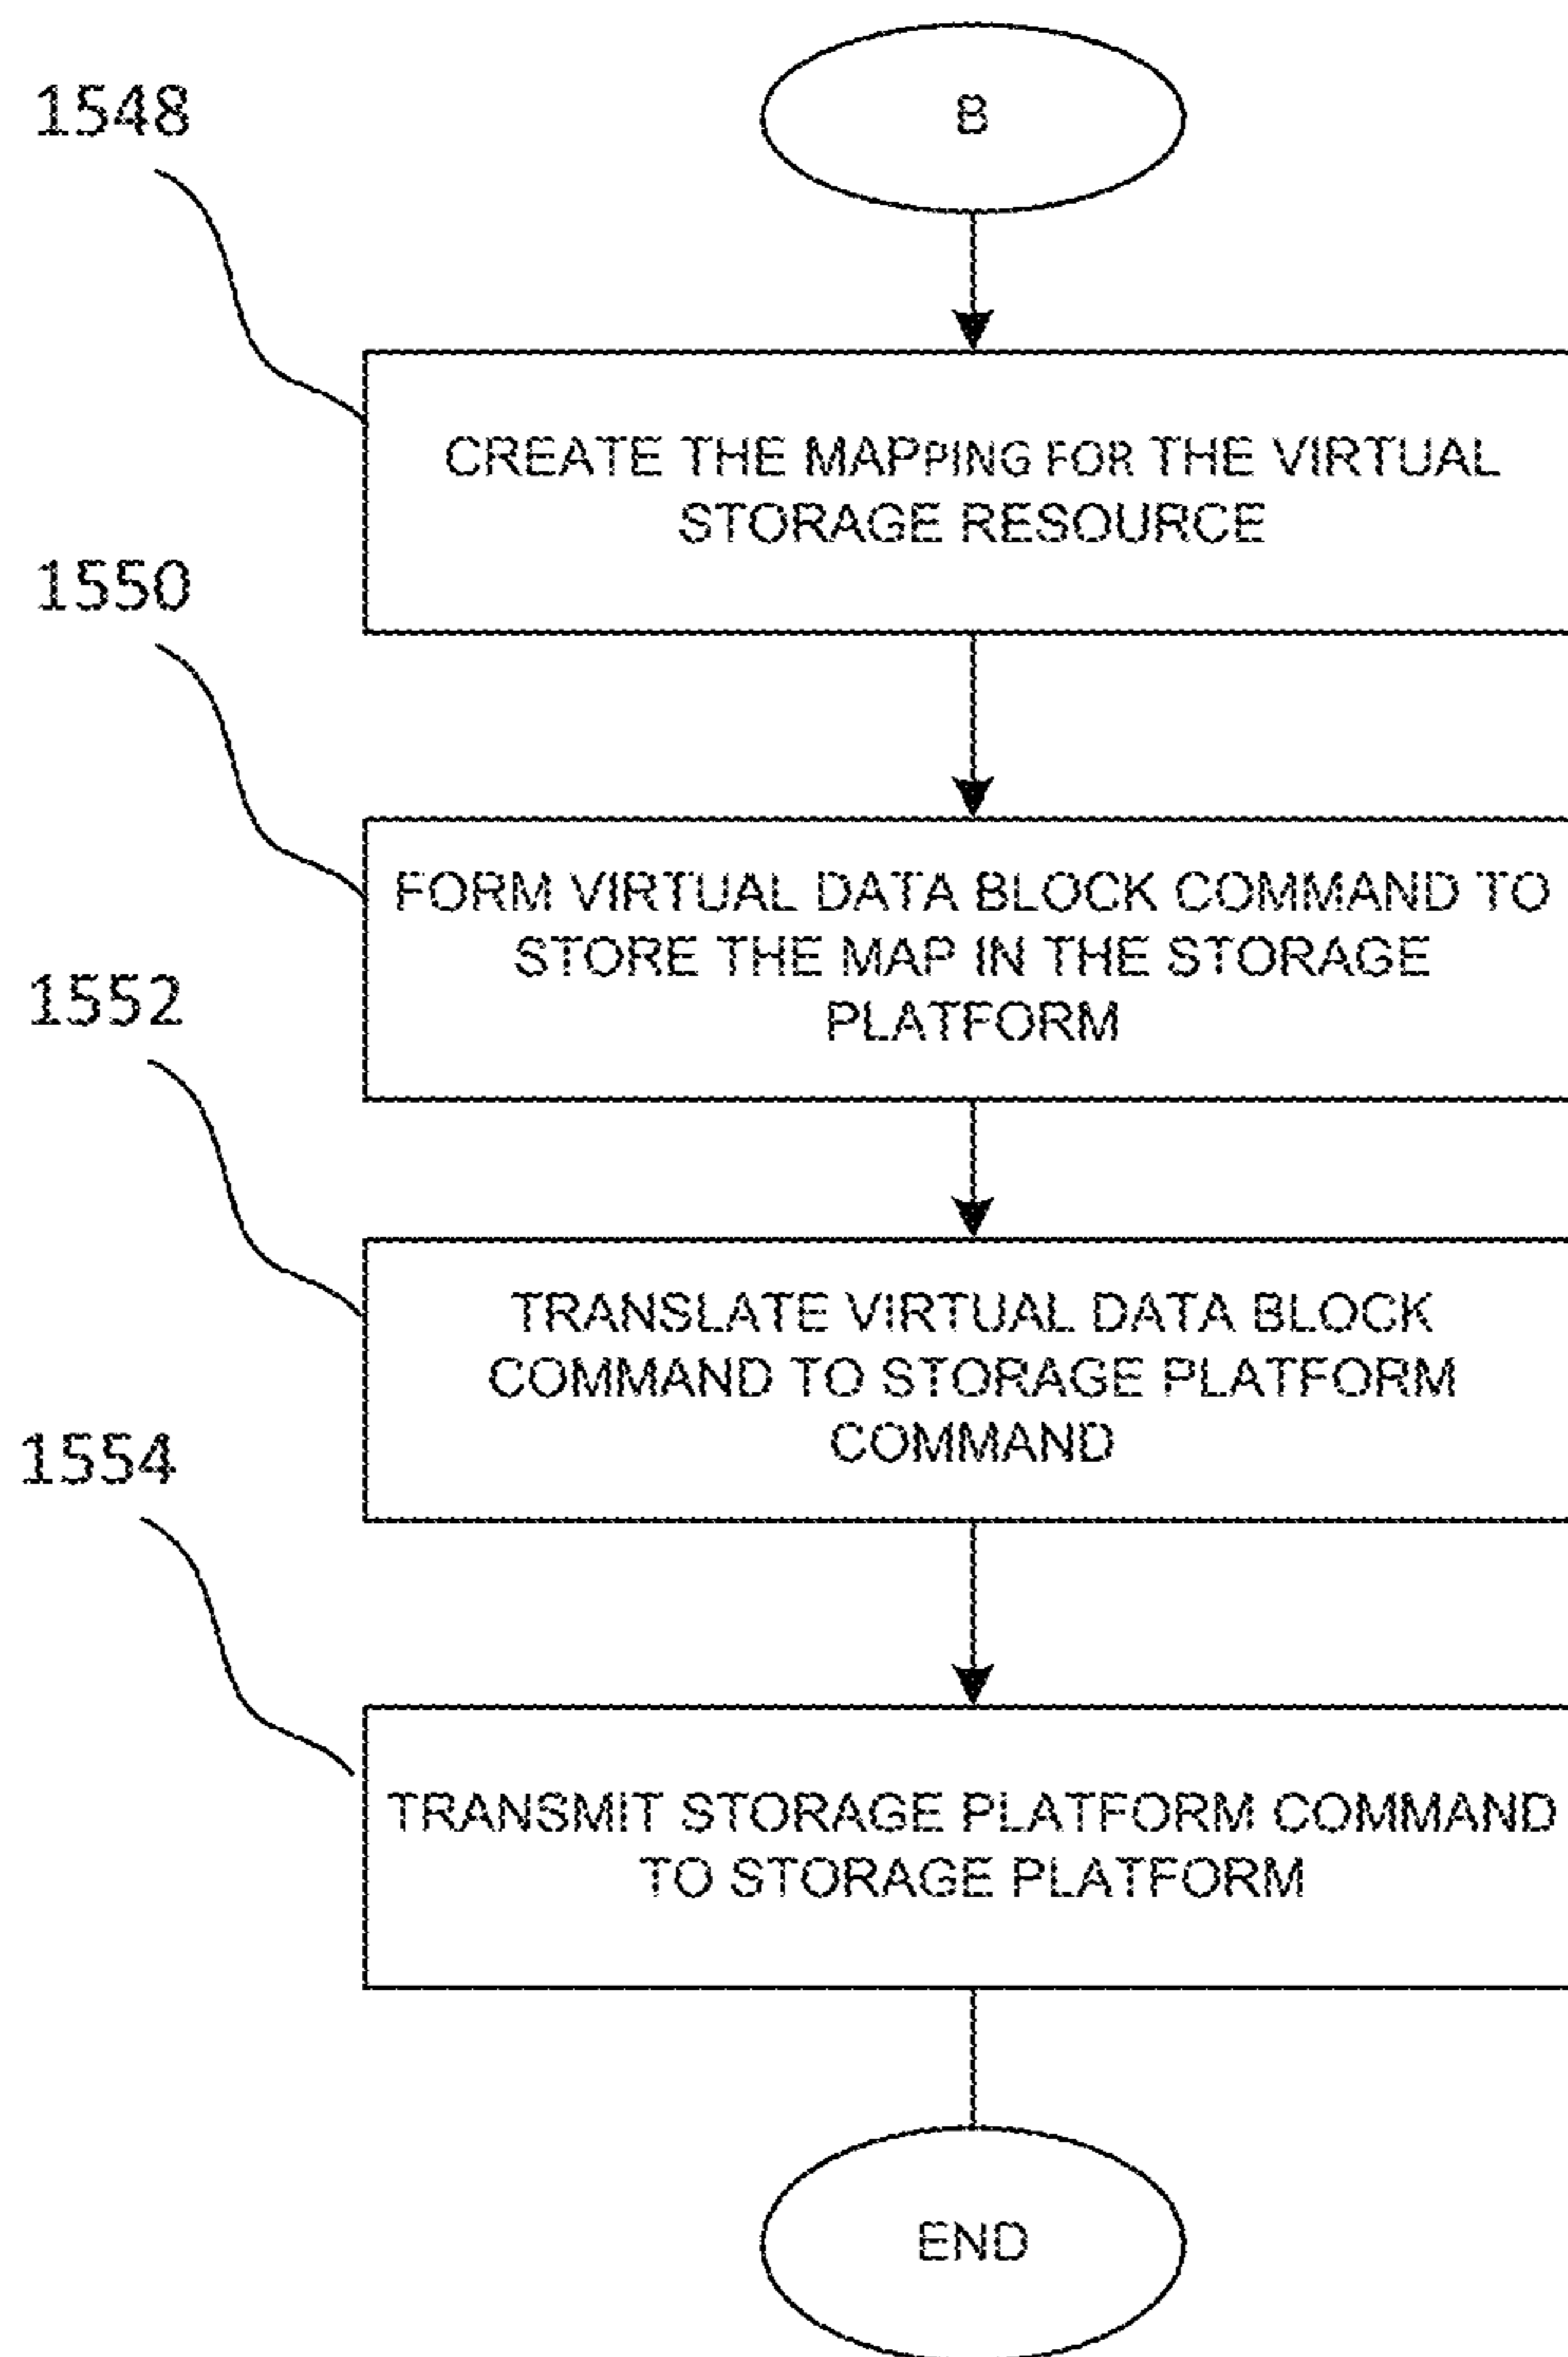 B
1548
CREATE THE MAPPING FOR THE VIRTUAL
STORAGE RESOURCE
1550
FORM VIRTUAL DATA BLOCK COMMAND TO
STORE THE MAP IN THE STORAGE
PLATFORM
1552
TRANSLATE VIRTUAL DATA BLOCK
COMMAND TO STORAGE PLATFORM
COMMAND
1554
TRANSMIT STORAGE PLATFORM COMMAND
TO STORAGE PLATFORM
END